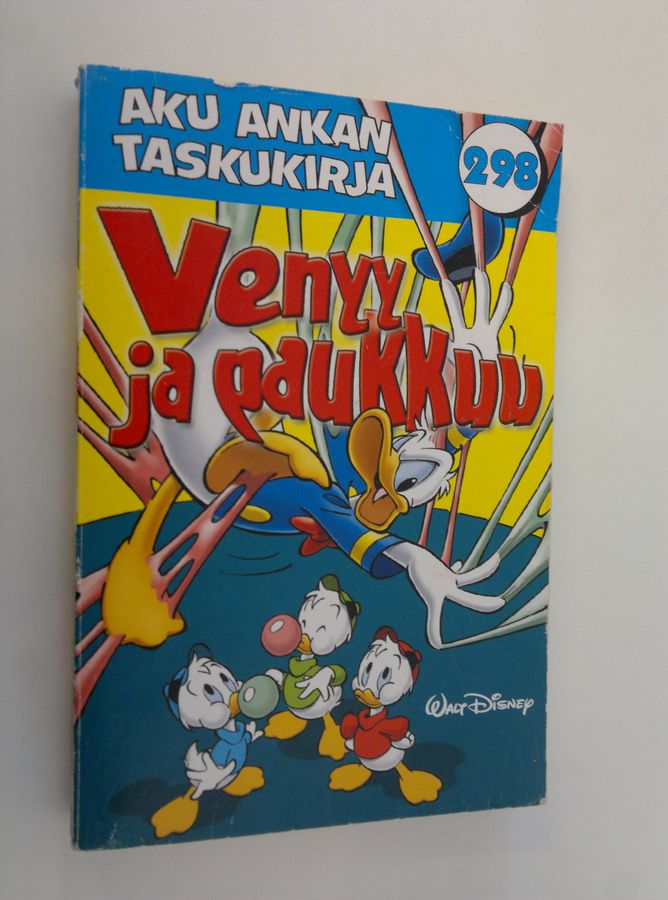 AKU ANKAN
TASKUKIRJA
298
Venyy
ja paukkuu
WALT DISNEY